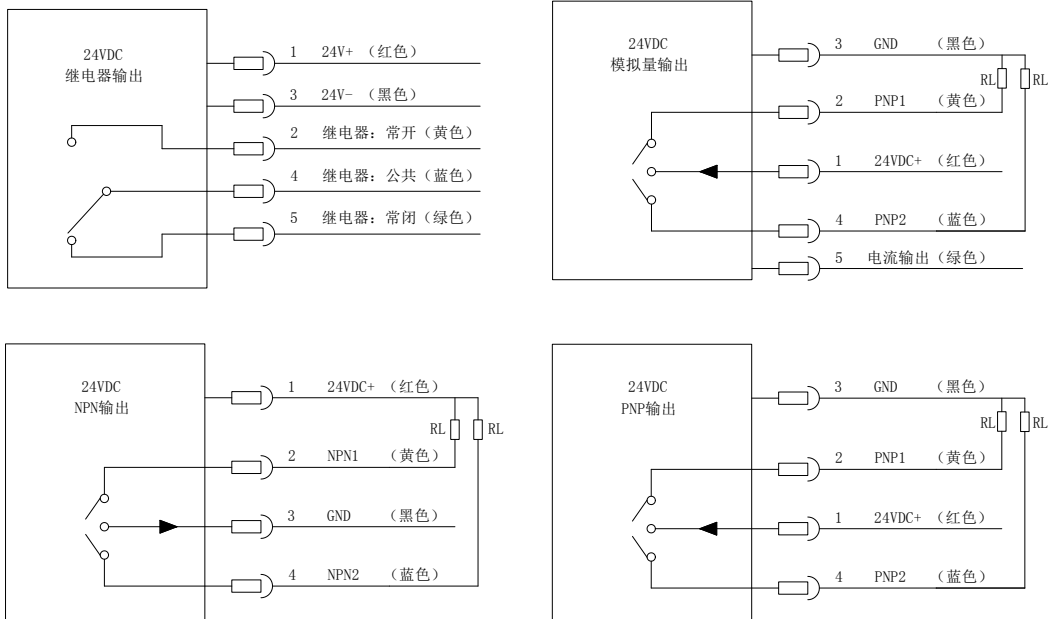 24VDC
继电器输出
1 24V+ （红色）
3 24V- （黑色）
2 继电器：常开（黄色）
4 继电器：公共（蓝色）
5 继电器：常闭（绿色）
24VDC
模拟量输出
3 GND （黑色）
RL RL
2 PNP1 （黄色）
1 24VDC+ （红色）
4 PNP2 （蓝色）
5 电流输出（绿色）
24VDC
NPN输出
1 24VDC+ （红色）
RL RL
2 NPN1 （黄色）
3 GND （黑色）
4 NPN2 （蓝色）
24VDC
PNP输出
3 GND （黑色）
RL RL
2 PNP1 （黄色）
1 24VDC+ （红色）
4 PNP2 （蓝色）